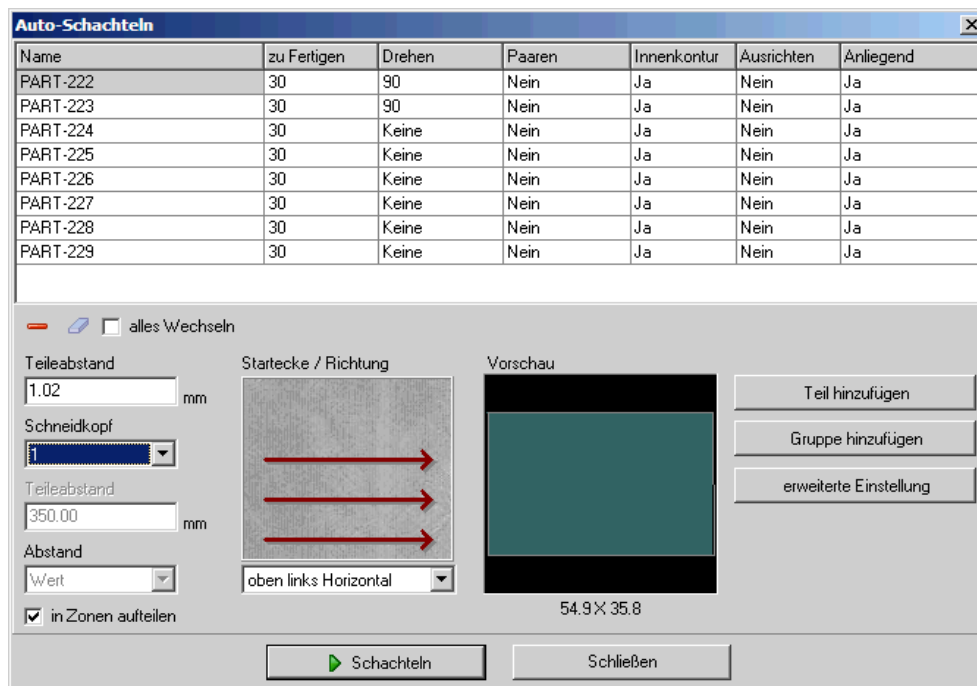 Auto-Schachteln
Name zu Fertigen Drehen Paaren Innenkontur Ausrichten Anliegend
PART-222 30 90 Nein Ja Nein Ja
PART-223 30 90 Nein Ja Nein Ja
PART-224 30 Keine Nein Ja Nein Ja
PART-225 30 Keine Nein Ja Nein Ja
PART-226 30 Keine Nein Ja Nein Ja
PART-227 30 Keine Nein Ja Nein Ja
PART-228 30 Keine Nein Ja Nein Ja
PART-229 30 Keine Nein Ja Nein Ja
alles Wechseln
Teileabstand
1.02 mm
Schneidkopf
1
Teileabstand
350.00 mm
Abstand
Wert
in Zonen aufteilen
Startecke / Richtung
oben links Horizontal
Vorschau
54.9 X 35.8
Teil hinzufügen
Gruppe hinzufügen
erweiterte Einstellung
Schachteln
Schließen